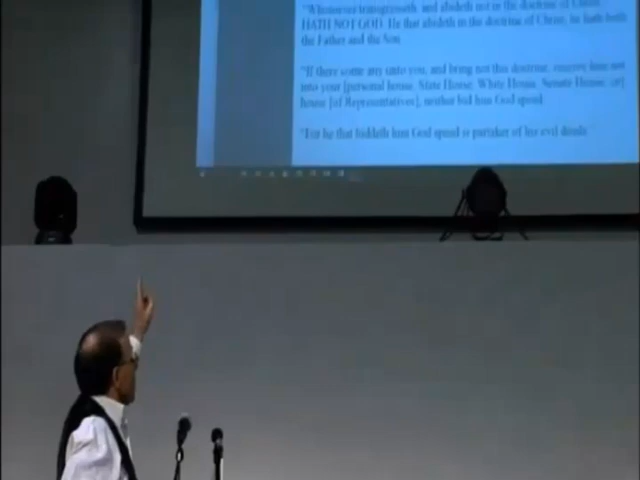 "Whosoever transgresseth, and abideth not in the doctrine of Christ,
HATH NOT GOD. He that abideth in the doctrine of Christ, he hath both
the Father and the Son.
"If there come any unto you, and bring not this doctrine, receive him not
into your [personal house, State House, White House, Senate House, or]
house [of Representatives], neither bid him God speed
"For he that biddeth him God speed is partaker of his evil deeds"